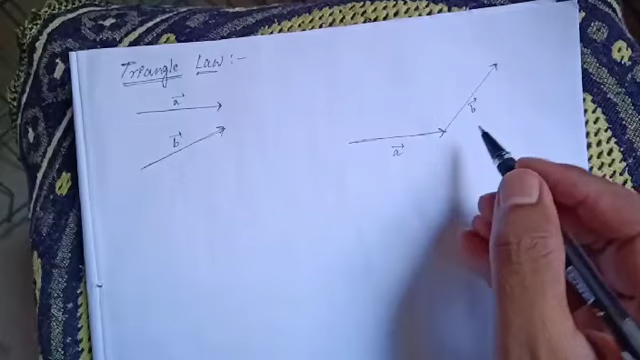 Triangle Law :-
a⃗
b⃗
b⃗
a⃗